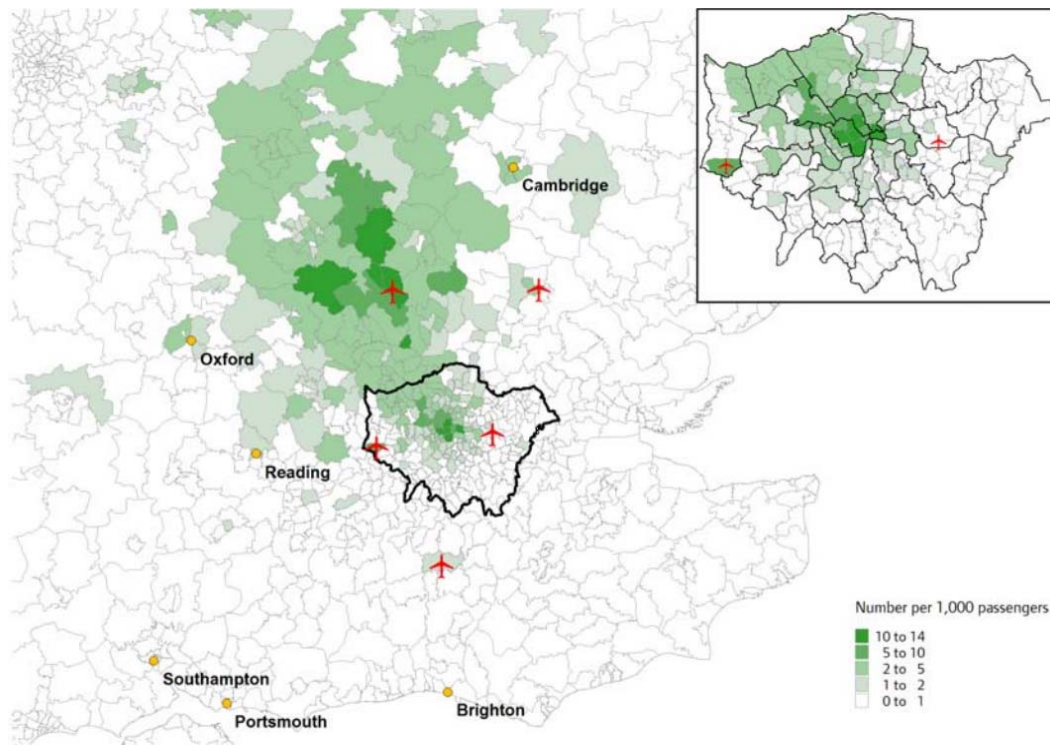 Cambridge
Oxford
Reading
Southampton
Portsmouth
Brighton
Number per 1,000 passengers
10 to 14
5 to 10
2 to 5
1 to 2
0 to 1